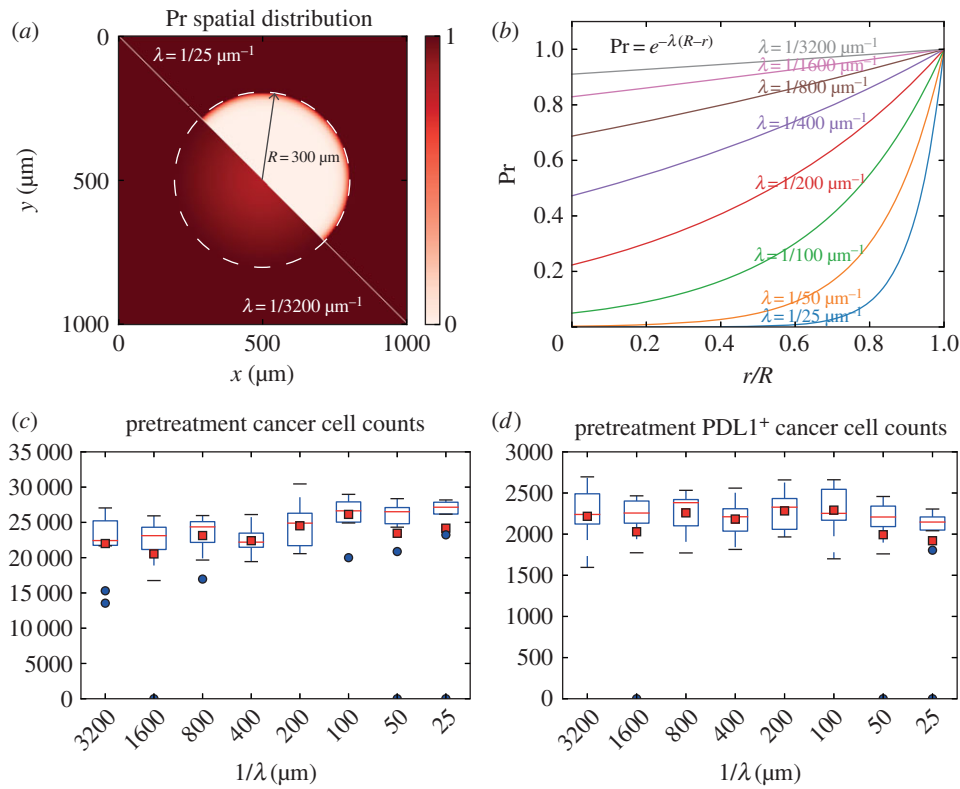 (a)
Pr spatial distribution
0
500
1000
y (µm)
λ = 1/25 µm⁻¹
R = 300 µm
λ = 1/3200 µm⁻¹
1
0
0
500
1000
x (µm)
(b)
Pr = e^−λ(R−r)
1.0
0.8
0.6
0.4
0.2
Pr
λ = 1/3200 µm⁻¹
λ = 1/1600 µm⁻¹
λ = 1/800 µm⁻¹
λ = 1/400 µm⁻¹
λ = 1/200 µm⁻¹
λ = 1/100 µm⁻¹
λ = 1/50 µm⁻¹
λ = 1/25 µm⁻¹
0 0.2 0.4 0.6 0.8 1.0
r/R
(c)
pretreatment cancer cell counts
35 000
30 000
25 000
20 000
15 000
10 000
5000
0
3200 1600 800 400 200 100 50 25
1/λ (µm)
(d)
pretreatment PDL1⁺ cancer cell counts
3000
2500
2000
1500
1000
500
0
3200 1600 800 400 200 100 50 25
1/λ (µm)